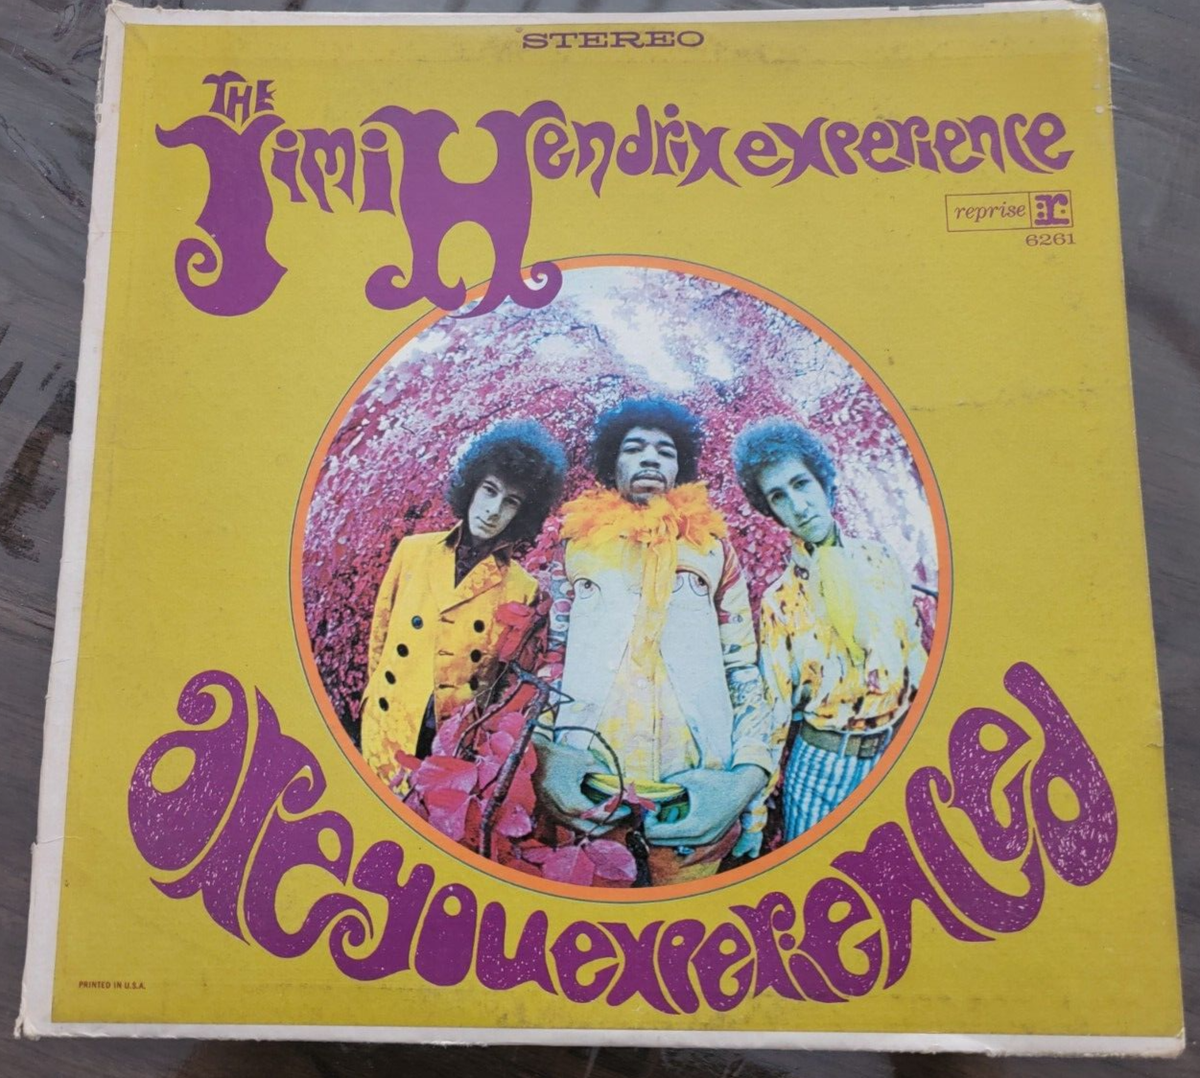 STEREO
THE
Jimi Hendrix experience
reprise r
6261
are you experienced
PRINTED IN U.S.A.